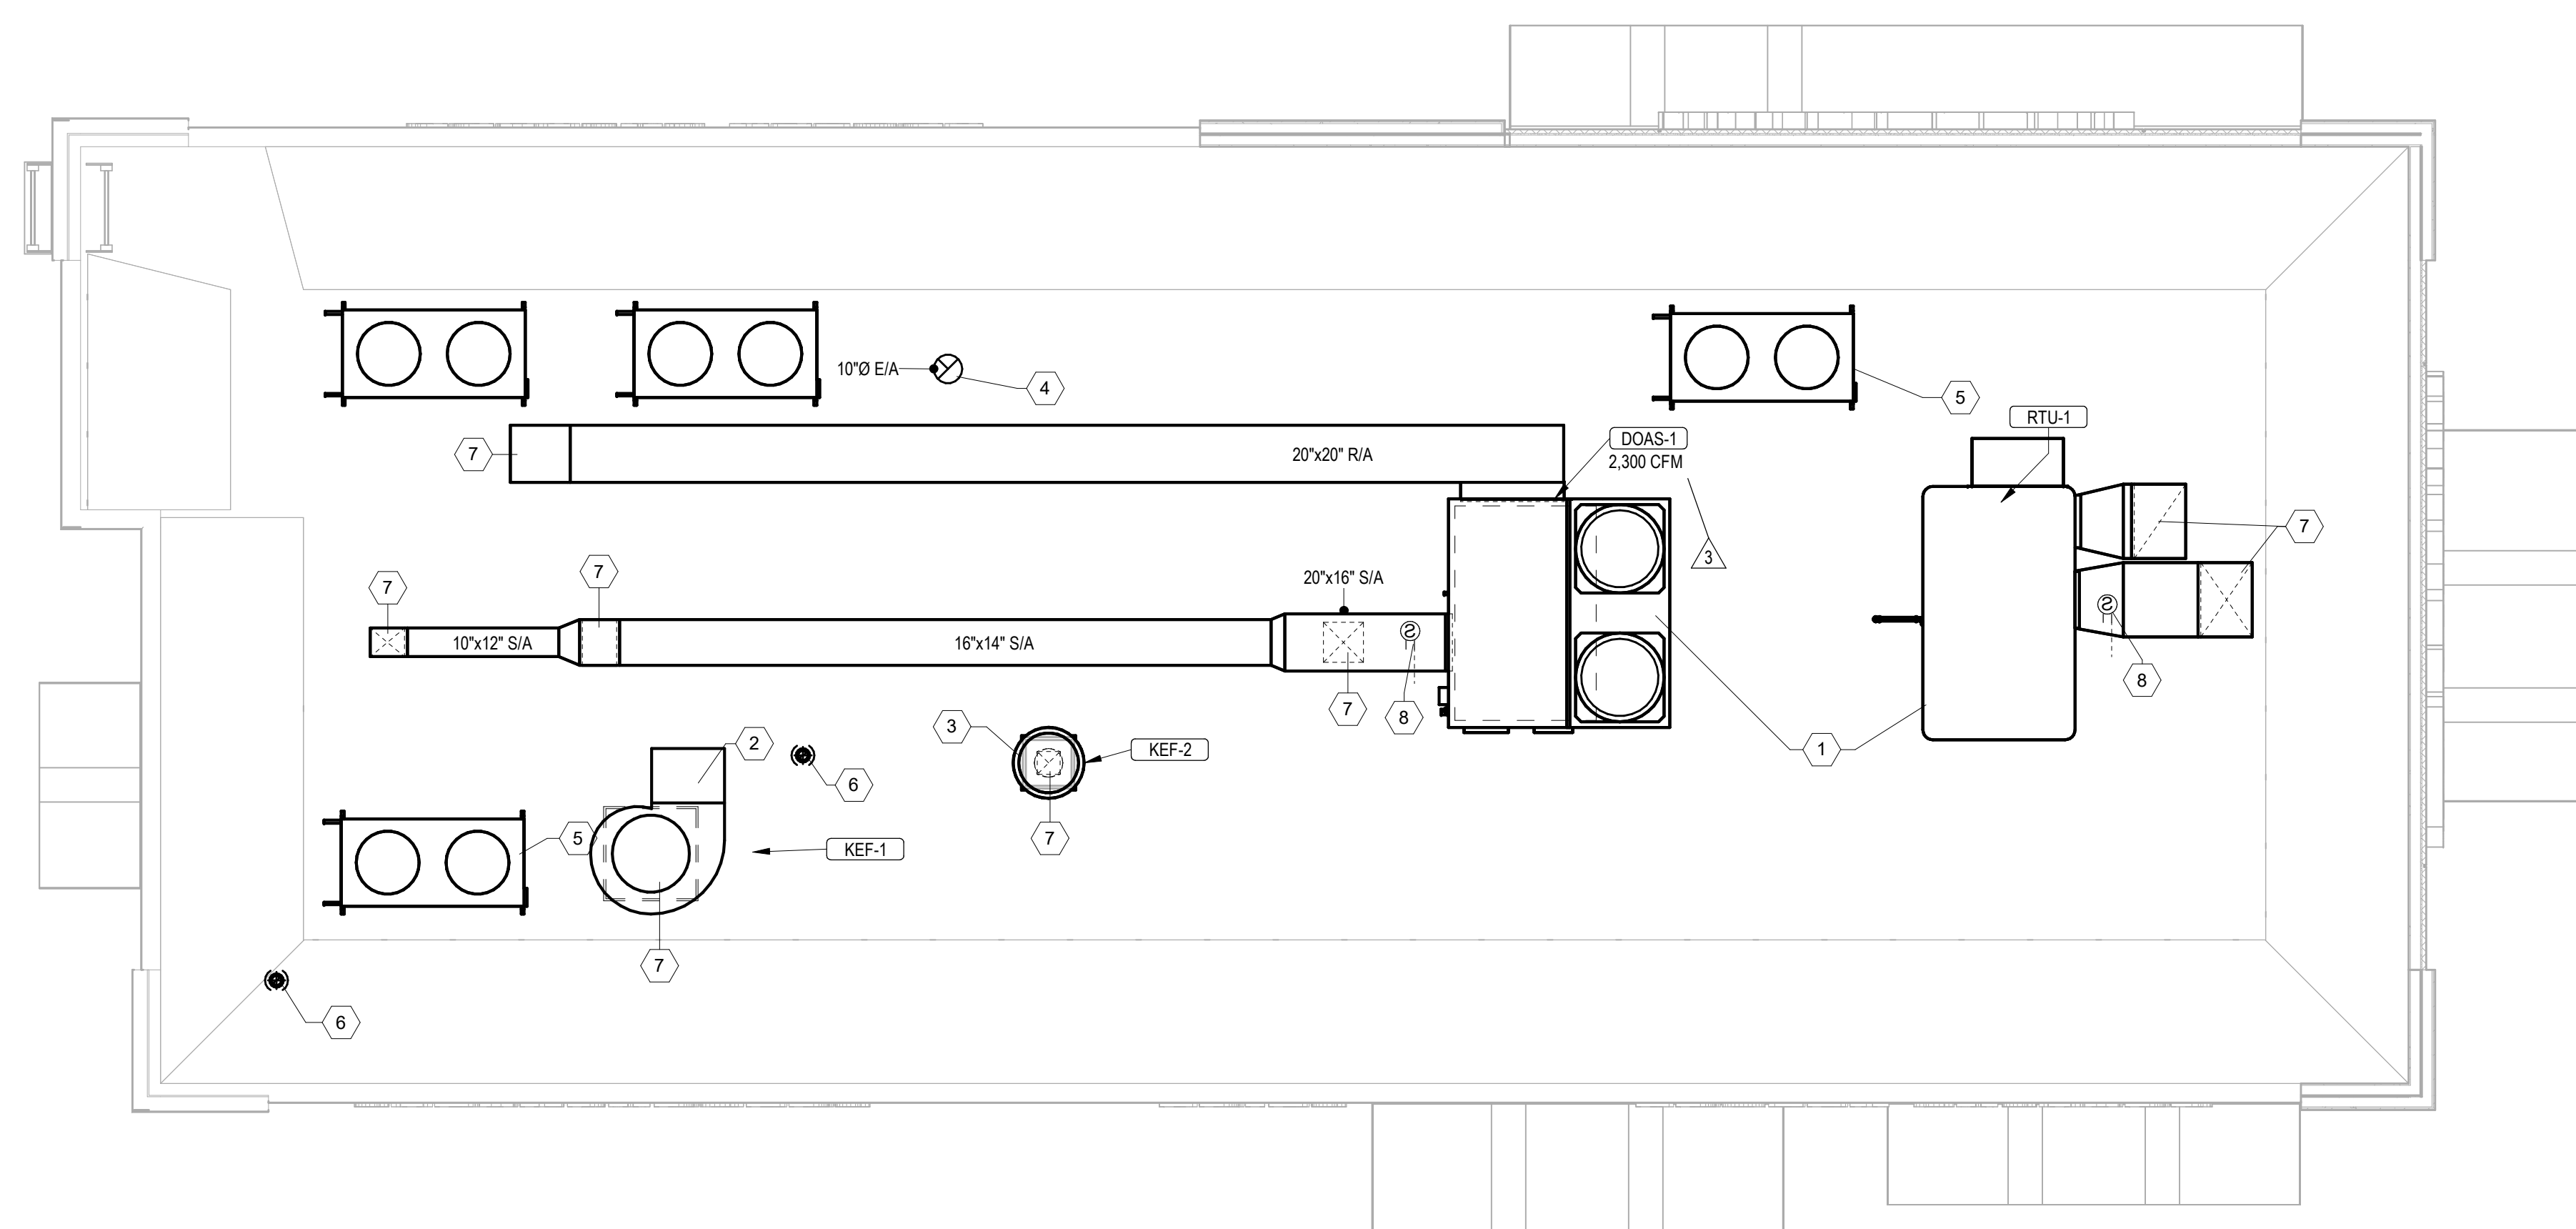 10"Ø E/A
4
5
RTU-1
DOAS-1
2,300 CFM
7
20"x20" R/A
7
3
7
7
20"x16" S/A
S
10"x12" S/A
16"x14" S/A
S
8
7
8
3
2
KEF-2
1
6
5
7
KEF-1
7
6